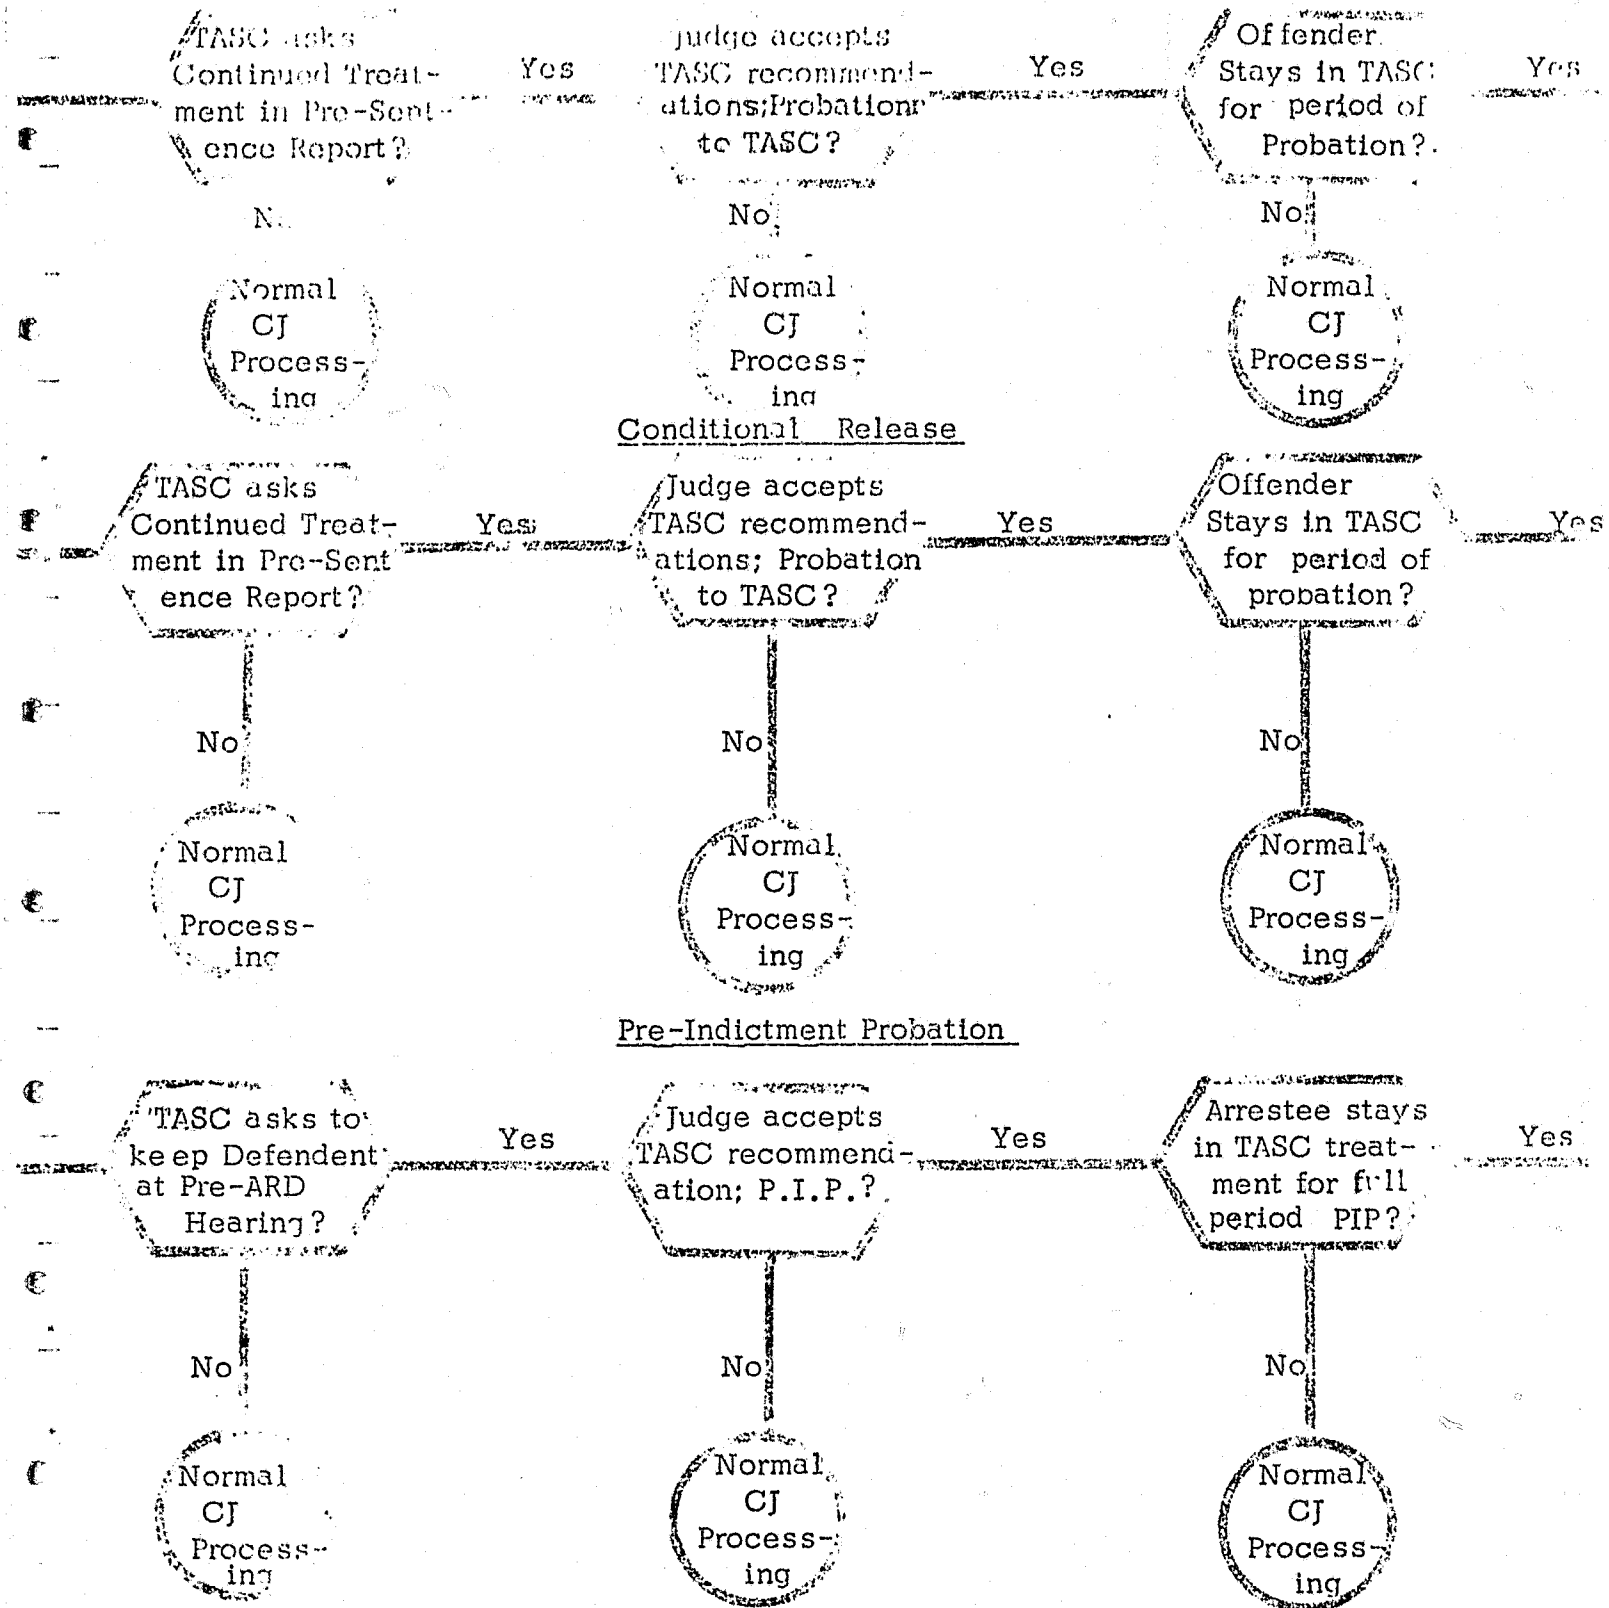 TASC asks
Continued Treat-
ment in Pre-Sent-
ence Report?
Yes
judge accepts
TASC recommend-
ations;Probationr
to TASC?
Yes
Offender
Stays in TASC
for period of
Probation?
Yes
No
No
Normal
CJ
Process-
ing
Normal
CJ
Process-
ing
Normal
CJ
Process-
ing
Conditional Release
TASC asks
Continued Treat-
ment in Pre-Sent
ence Report?
Yes
Judge accepts
TASC recommend-
ations; Probation
to TASC?
Yes
Offender
Stays in TASC
for period of
probation?
Yes
No
No
No
Normal
CJ
Process-
ing
Normal
CJ
Process-
ing
Normal
CJ
Process-
ing
Pre-Indictment Probation
TASC asks to
keep Defendent
at Pre-ARD
Hearing?
Yes
Judge accepts
TASC recommend-
ation; P.I.P.?
Yes
Arrestee stays
in TASC treat-
ment for full
period PIP?
Yes
No
No
No
Normal
CJ
Process-
ing
Normal
CJ
Process-
ing
Normal
CJ
Process-
ing